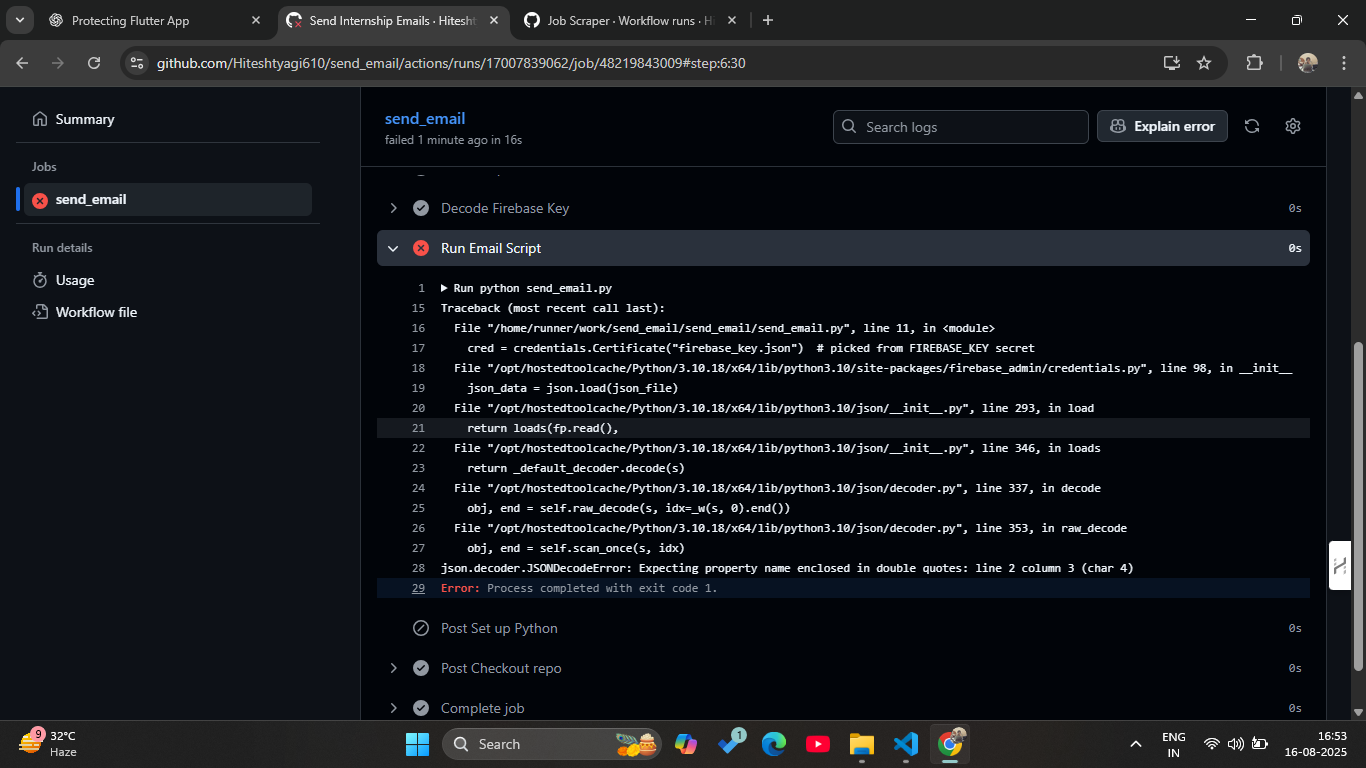 Protecting Flutter App
Send Internship Emails · Hitesht
Job Scraper · Workflow runs · Hi
github.com/Hiteshtyagi610/send_email/actions/runs/17007839062/job/48219843009#step:6:30
Summary
Jobs
send_email
Run details
Usage
Workflow file
send_email
failed 1 minute ago in 16s
Search logs
Explain error
Decode Firebase Key 0s
Run Email Script 0s
1 Run python send_email.py
15 Traceback (most recent call last):
16 File "/home/runner/work/send_email/send_email/send_email.py", line 11, in <module>
17 cred = credentials.Certificate("firebase_key.json")  # picked from FIREBASE_KEY secret
18 File "/opt/hostedtoolcache/Python/3.10.18/x64/lib/python3.10/site-packages/firebase_admin/credentials.py", line 98, in __init__
19 json_data = json.load(json_file)
20 File "/opt/hostedtoolcache/Python/3.10.18/x64/lib/python3.10/json/__init__.py", line 293, in load
21 return loads(fp.read(),
22 File "/opt/hostedtoolcache/Python/3.10.18/x64/lib/python3.10/json/__init__.py", line 346, in loads
23 return _default_decoder.decode(s)
24 File "/opt/hostedtoolcache/Python/3.10.18/x64/lib/python3.10/json/decoder.py", line 337, in decode
25 obj, end = self.raw_decode(s, idx=_w(s, 0).end())
26 File "/opt/hostedtoolcache/Python/3.10.18/x64/lib/python3.10/json/decoder.py", line 353, in raw_decode
27 obj, end = self.scan_once(s, idx)
28 json.decoder.JSONDecodeError: Expecting property name enclosed in double quotes: line 2 column 3 (char 4)
29 Error: Process completed with exit code 1.
Post Set up Python 0s
Post Checkout repo 0s
Complete job 0s
9
32°C
Haze
Search
1
ENG
IN
16:53
16-08-2025